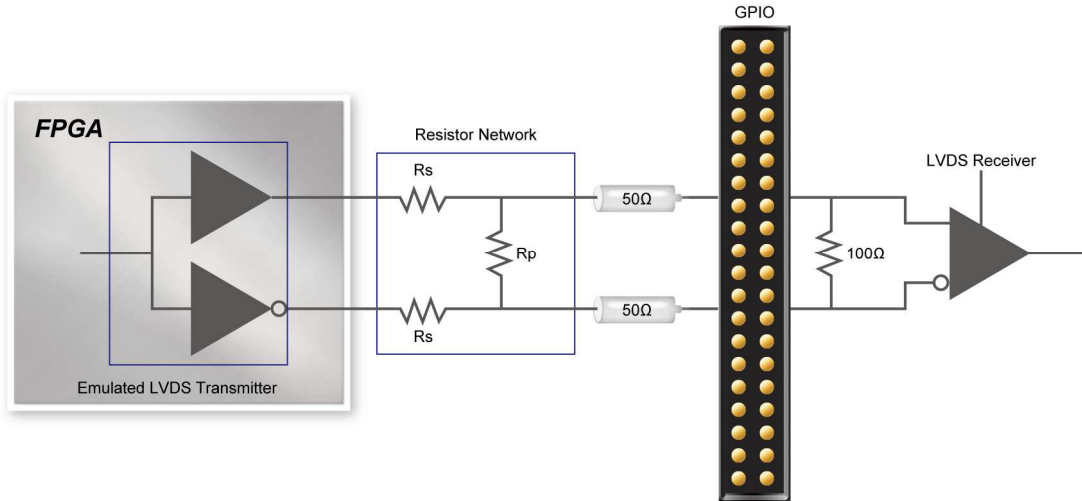 GPIO
FPGA
Resistor Network
Rs
LVDS Receiver
50Ω
Rp
100Ω
50Ω
Rs
Emulated LVDS Transmitter